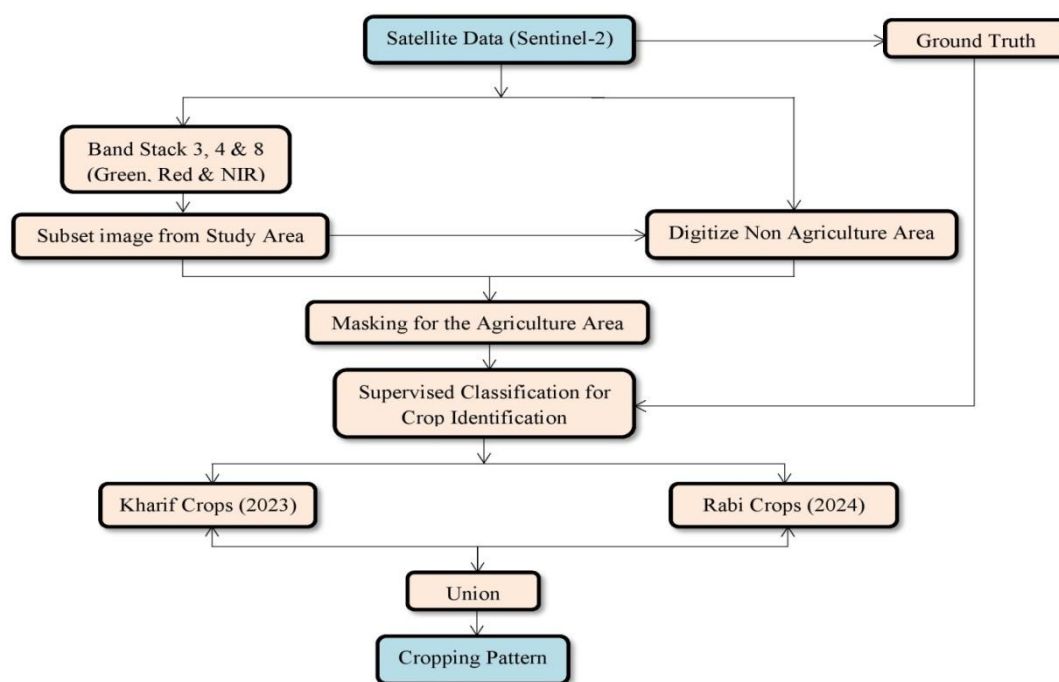 Satellite Data (Sentinel-2)
Ground Truth
Band Stack 3, 4 & 8
(Green, Red & NIR)
Subset image from Study Area
Digitize Non Agriculture Area
Masking for the Agriculture Area
Supervised Classification for
Crop Identification
Kharif Crops (2023)
Rabi Crops (2024)
Union
Cropping Pattern